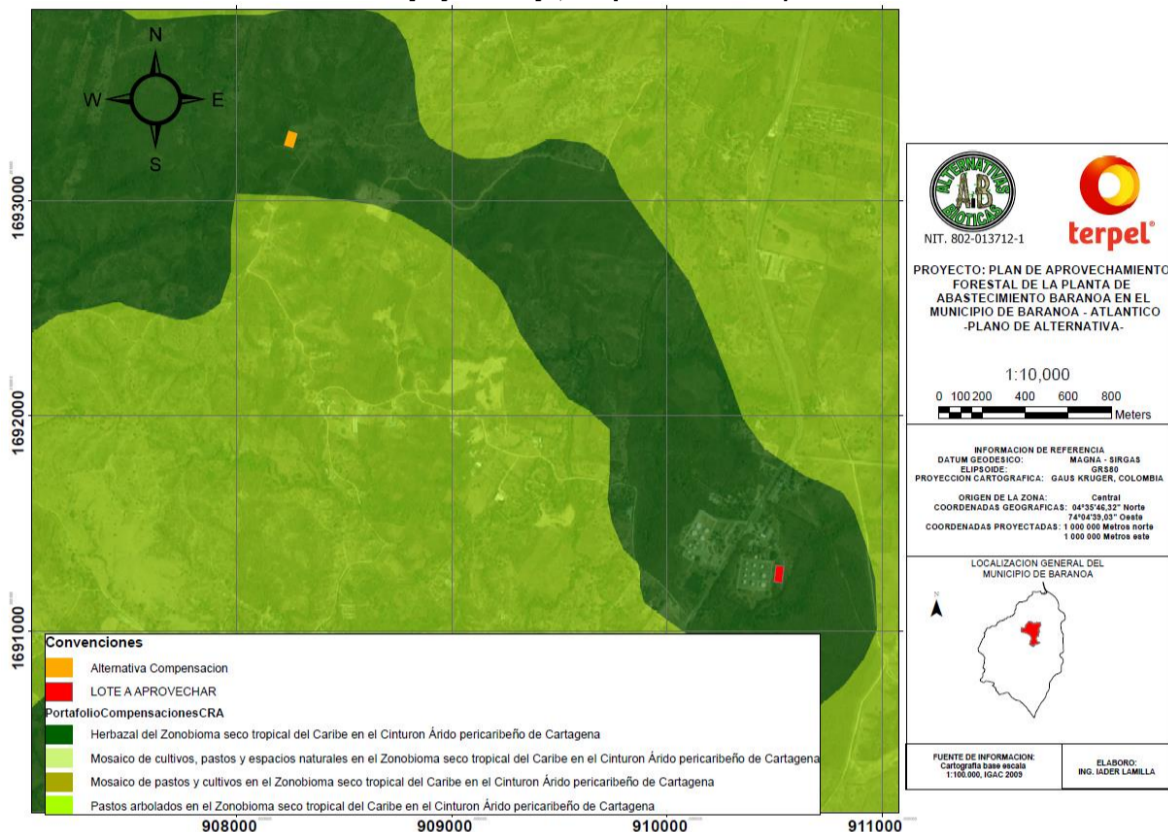 N
W
E
S
1693000
1692000
1691000
908000
909000
910000
911000
Convenciones
Alternativa Compensacion
LOTE A APROVECHAR
PortafolioCompensacionesCRA
Herbazal del Zonobioma seco tropical del Caribe en el Cinturon Árido pericaribeño de Cartagena
Mosaico de cultivos, pastos y espacios naturales en el Zonobioma seco tropical del Caribe en el Cinturon Árido pericaribeño de Cartagena
Mosaico de pastos y cultivos en el Zonobioma seco tropical del Caribe en el Cinturon Árido pericaribeño de Cartagena
Pastos arbolados en el Zonobioma seco tropical del Caribe en el Cinturon Árido pericaribeño de Cartagena
ALTERNATIVAS
AiB
BIOTICAS
NIT. 802-013712-1
terpel
PROYECTO: PLAN DE APROVECHAMIENTO
FORESTAL DE LA PLANTA DE
ABASTECIMIENTO BARANOA EN EL
MUNICIPIO DE BARANOA - ATLANTICO
-PLANO DE ALTERNATIVA-
1:10,000
0 100 200 400 600 800
Meters
INFORMACION DE REFERENCIA
DATUM GEODESICO: MAGNA - SIRGAS
ELIPSOIDE: GRS80
PROYECCION CARTOGRAFICA: GAUS KRUGER, COLOMBIA
ORIGEN DE LA ZONA: Central
COORDENADAS GEOGRAFICAS: 04°35'46,32" Norte
74°04'39,03" Oeste
COORDENADAS PROYECTADAS: 1 000 000 Metros norte
1 000 000 Metros este
LOCALIZACION GENERAL DEL
MUNICIPIO DE BARANOA
N
FUENTE DE INFORMACION:
Cartografia base escala
1:100.000, IGAC 2009
ELABORO:
ING. IADER LAMILLA